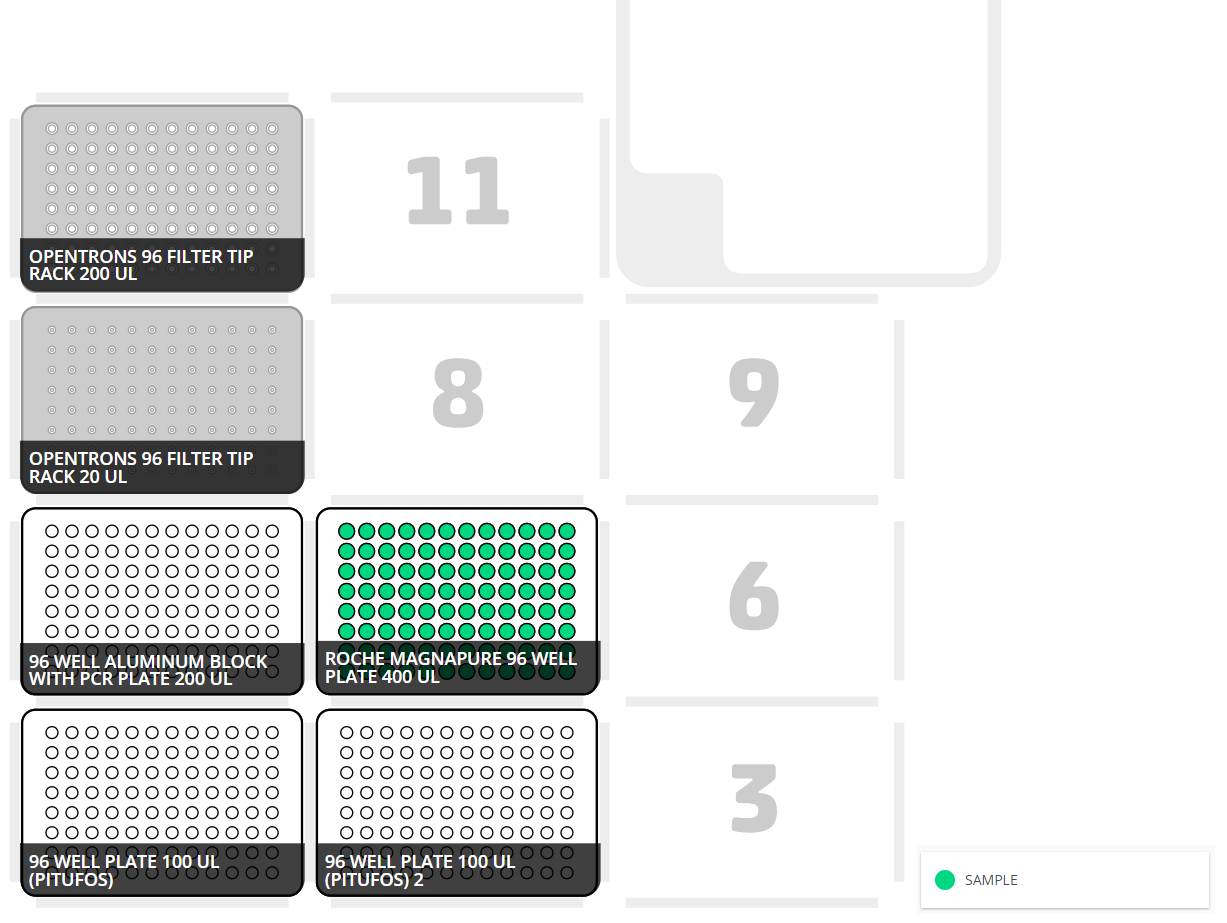 OPENTRONS 96 FILTER TIP
RACK 200 UL
11
OPENTRONS 96 FILTER TIP
RACK 20 UL
8
9
96 WELL ALUMINUM BLOCK
WITH PCR PLATE 200 UL
ROCHE MAGNAPURE 96 WELL
PLATE 400 UL
6
96 WELL PLATE 100 UL
(PITUFOS)
96 WELL PLATE 100 UL
(PITUFOS) 2
3
SAMPLE